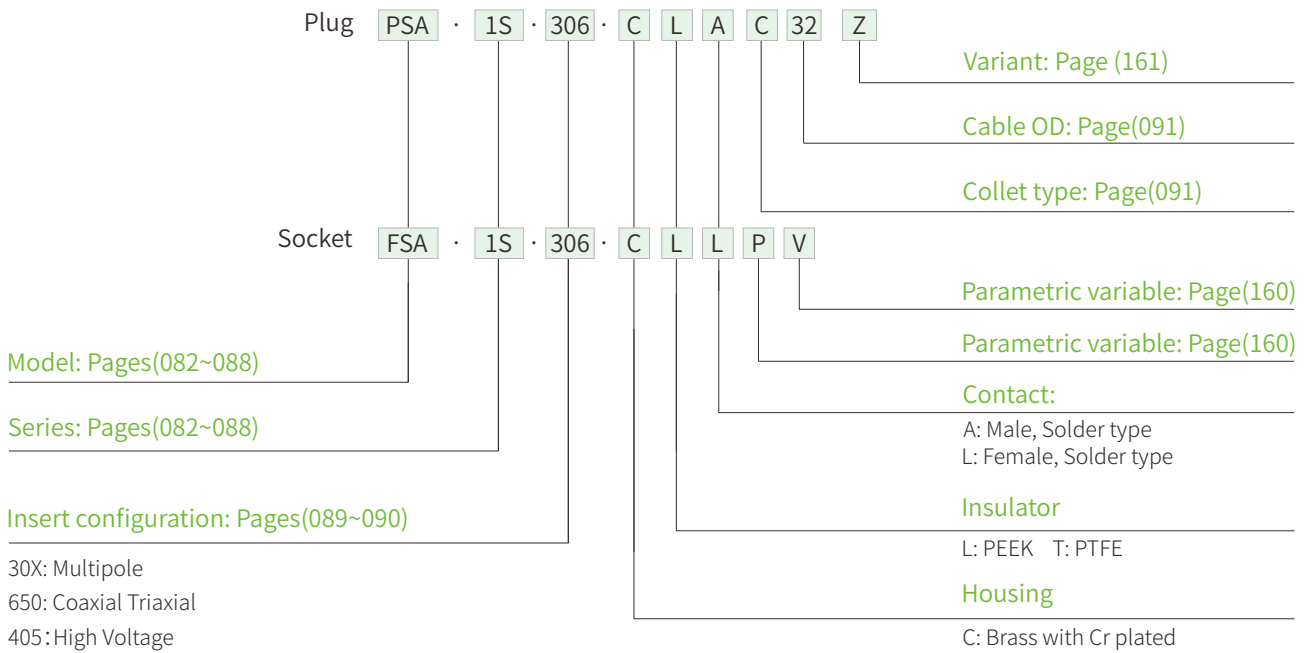 Plug PSA · 1S · 306 · C L A C 32 Z
Variant: Page (161)
Cable OD: Page(091)
Collet type: Page(091)
Socket FSA · 1S · 306 · C L L P V
Parametric variable: Page(160)
Parametric variable: Page(160)
Model: Pages(082~088)
Contact:
A: Male, Solder type
L: Female, Solder type
Series: Pages(082~088)
Insulator
L: PEEK T: PTFE
Insert configuration: Pages(089~090)
30X: Multipole
650: Coaxial Triaxial
405：High Voltage
Housing
C: Brass with Cr plated